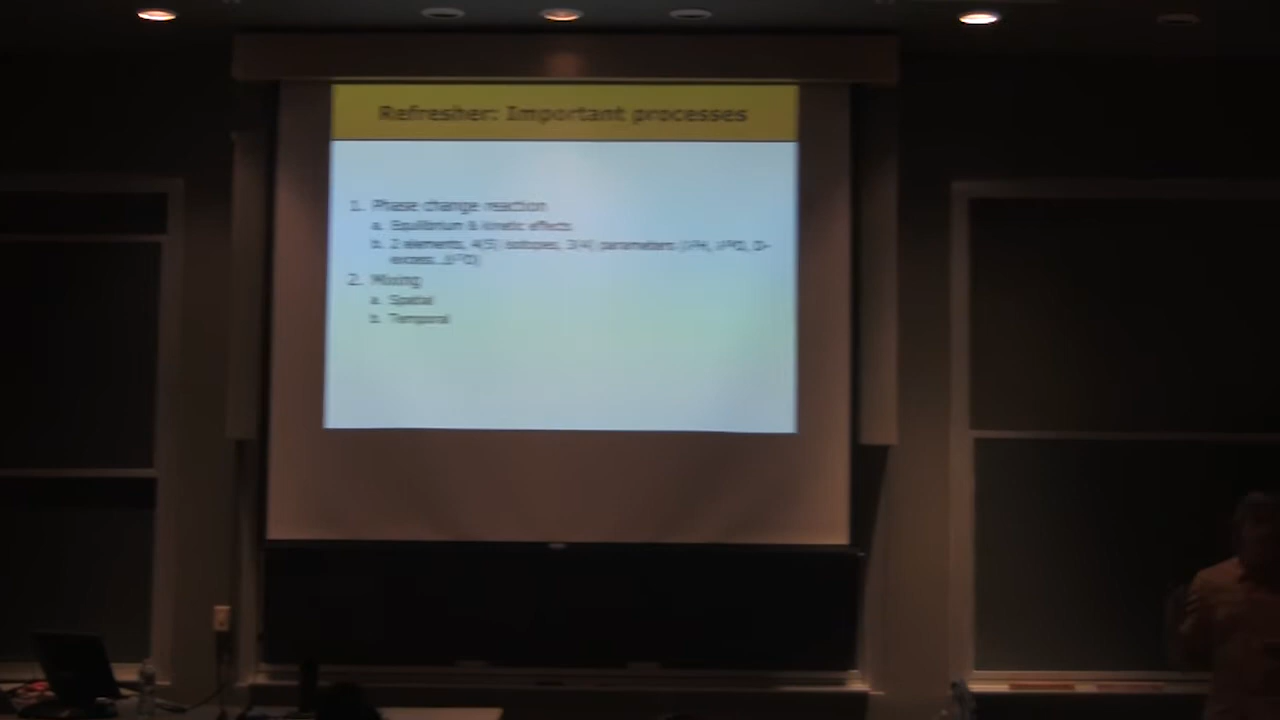 Refresher: Important processes
1. Phase change reaction
a. Equilibrium & kinetic effects
b. 2 elements, 4(5) isotopes, 3(4) parameters (δ²H, δ¹⁸O, D-
excess, δ¹⁷O)
2. Mixing
a. Spatial
b. Temporal